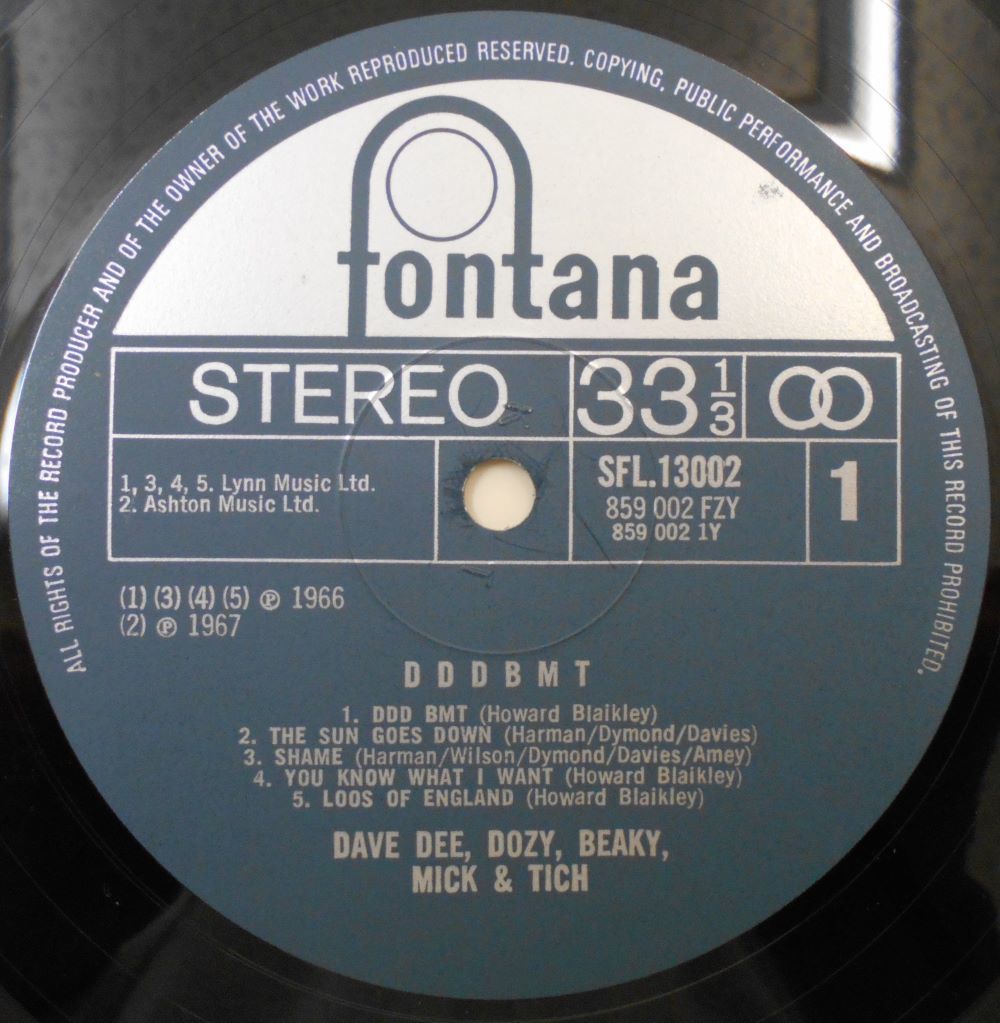 ALL RIGHTS OF THE RECORD PRODUCER AND OF THE OWNER OF THE WORK REPRODUCED RESERVED. COPYING, PUBLIC PERFORMANCE AND BROADCASTING OF THIS RECORD PROHIBITED.
fontana
STEREO 33 1/3
1, 3, 4, 5. Lynn Music Ltd.
2. Ashton Music Ltd.
SFL.13002
859 002 FZY
859 002 1Y
1
(1) (3) (4) (5) ℗ 1966
(2) ℗ 1967
D D D B M T
1. DDD BMT (Howard Blaikley)
2. THE SUN GOES DOWN (Harman/Dymond/Davies)
3. SHAME (Harman/Wilson/Dymond/Davies/Amey)
4. YOU KNOW WHAT I WANT (Howard Blaikley)
5. LOOS OF ENGLAND (Howard Blaikley)
DAVE DEE, DOZY, BEAKY,
MICK & TICH